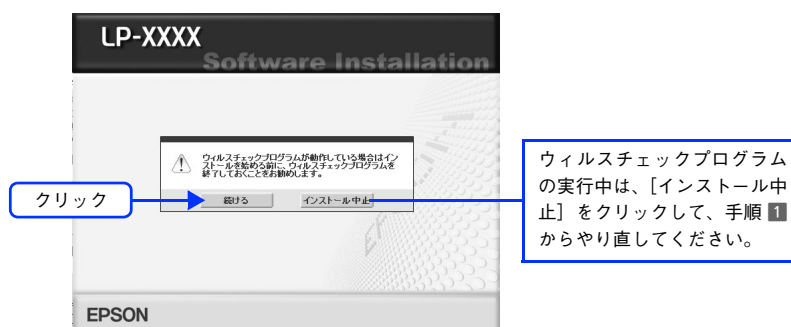 LP-XXXX
Software Installation
ウィルスチェックプログラムが動作している場合はイン
ストールを始める前に、ウィルスチェックプログラムを
終了しておくことをお勧めします。
クリック
続ける
インストール中止
ウィルスチェックプログラム
の実行中は、［インストール中
止］をクリックして、手順 1
からやり直してください。
EPSON